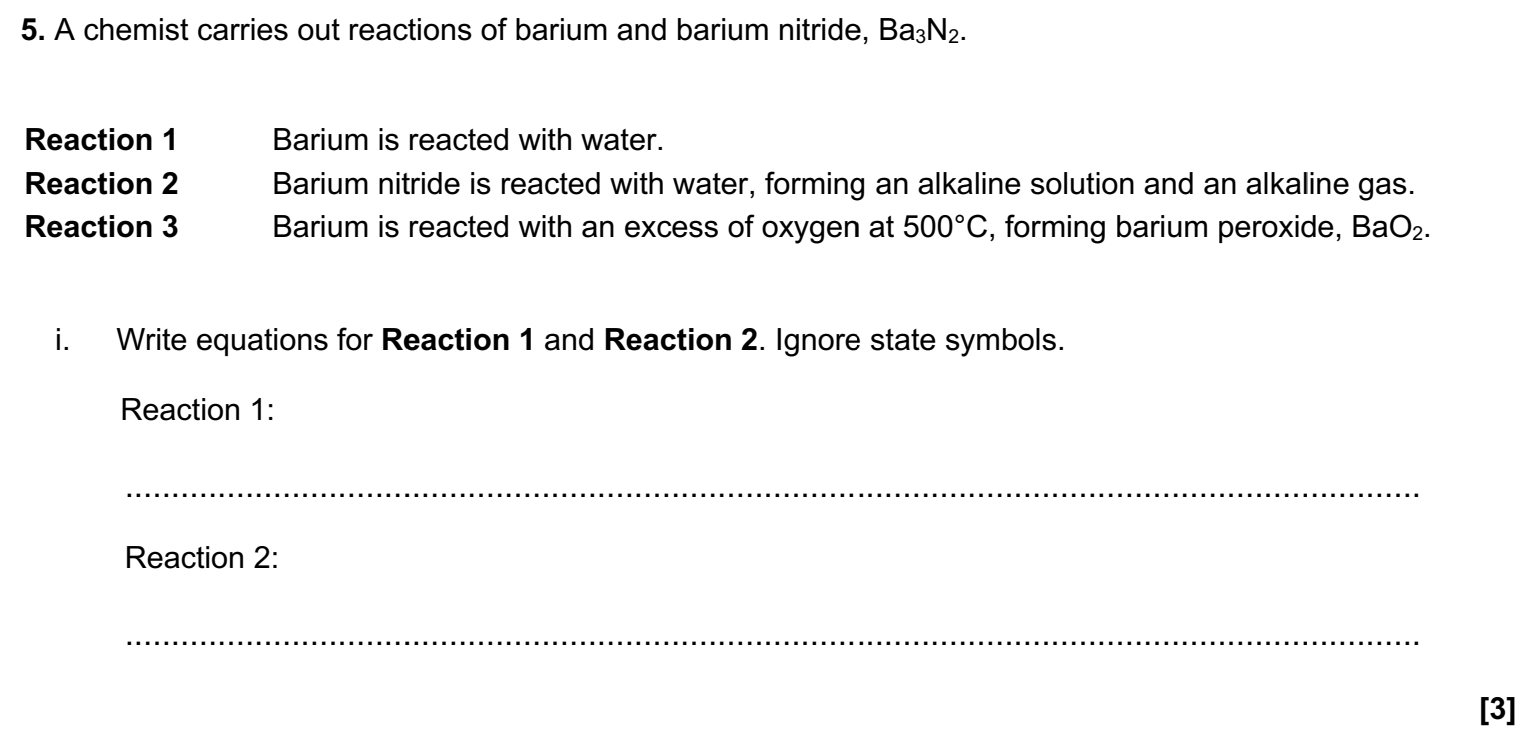 5. A chemist carries out reactions of barium and barium nitride, Ba₃N₂.
Reaction 1 Barium is reacted with water.
Reaction 2 Barium nitride is reacted with water, forming an alkaline solution and an alkaline gas.
Reaction 3 Barium is reacted with an excess of oxygen at 500°C, forming barium peroxide, BaO₂.
i. Write equations for Reaction 1 and Reaction 2. Ignore state symbols.
Reaction 1:
Reaction 2:
[3]